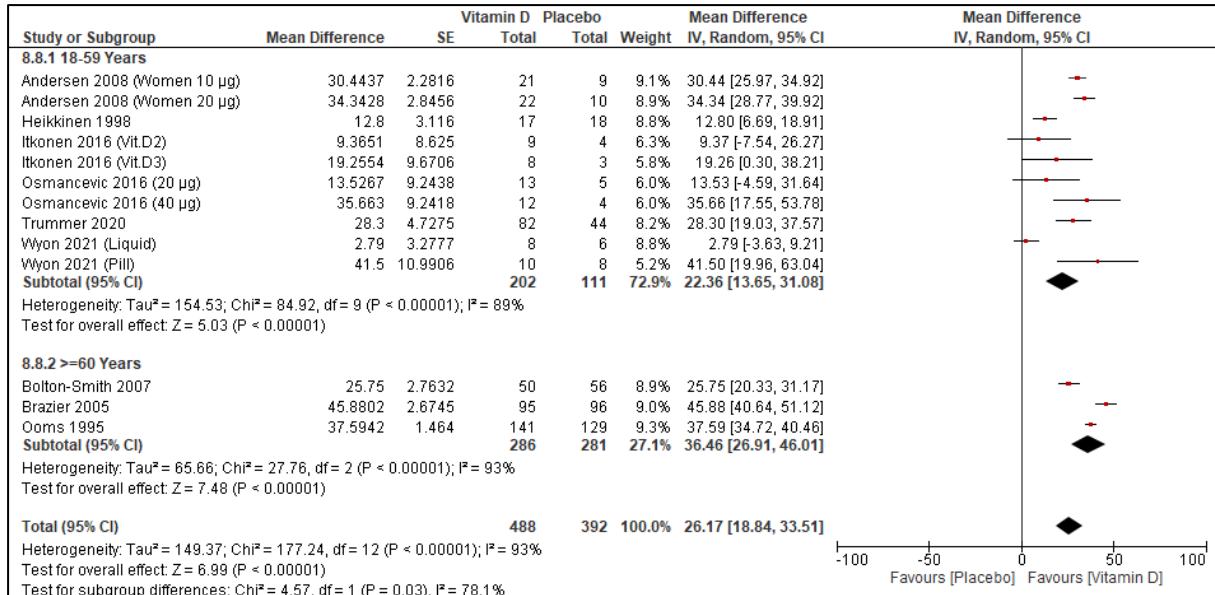 Vitamin D Placebo Mean Difference Mean Difference
Study or Subgroup Mean Difference SE Total Total Weight IV, Random, 95% CI IV, Random, 95% CI
8.8.1 18-59 Years
Andersen 2008 (Women 10 µg) 30.4437 2.2816 21 9 9.1% 30.44 [25.97, 34.92]
Andersen 2008 (Women 20 µg) 34.3428 2.8456 22 10 8.9% 34.34 [28.77, 39.92]
Heikkinen 1998 12.8 3.116 17 18 8.8% 12.80 [6.69, 18.91]
Itkonen 2016 (Vit.D2) 9.3651 8.625 9 4 6.3% 9.37 [-7.54, 26.27]
Itkonen 2016 (Vit.D3) 19.2554 9.6706 8 3 5.8% 19.26 [0.30, 38.21]
Osmancevic 2016 (20 µg) 13.5267 9.2438 13 5 6.0% 13.53 [-4.59, 31.64]
Osmancevic 2016 (40 µg) 35.663 9.2418 12 4 6.0% 35.66 [17.55, 53.78]
Trummer 2020 28.3 4.7275 82 44 8.2% 28.30 [19.03, 37.57]
Wyon 2021 (Liquid) 2.79 3.2777 8 6 8.8% 2.79 [-3.63, 9.21]
Wyon 2021 (Pill) 41.5 10.9906 10 8 5.2% 41.50 [19.96, 63.04]
Subtotal (95% CI) 202 111 72.9% 22.36 [13.65, 31.08]
Heterogeneity: Tau² = 154.53; Chi² = 84.92, df = 9 (P < 0.00001); I² = 89%
Test for overall effect: Z = 5.03 (P < 0.00001)
8.8.2 >=60 Years
Bolton-Smith 2007 25.75 2.7632 50 56 8.9% 25.75 [20.33, 31.17]
Brazier 2005 45.8802 2.6745 95 96 9.0% 45.88 [40.64, 51.12]
Ooms 1995 37.5942 1.464 141 129 9.3% 37.59 [34.72, 40.46]
Subtotal (95% CI) 286 281 27.1% 36.46 [26.91, 46.01]
Heterogeneity: Tau² = 65.66; Chi² = 27.76, df = 2 (P < 0.00001); I² = 93%
Test for overall effect: Z = 7.48 (P < 0.00001)
Total (95% CI) 488 392 100.0% 26.17 [18.84, 33.51]
Heterogeneity: Tau² = 149.37; Chi² = 177.24, df = 12 (P < 0.00001); I² = 93%
Test for overall effect: Z = 6.99 (P < 0.00001)
Test for subgroup differences: Chi² = 4.57, df = 1 (P = 0.03), I² = 78.1%
-100 -50 0 50 100
Favours [Placebo] Favours [Vitamin D]